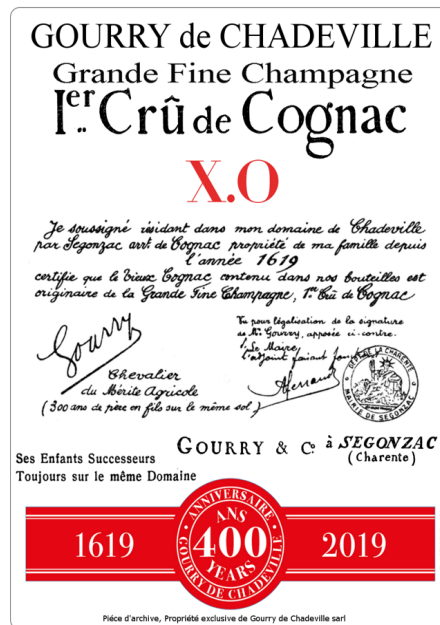 GOURRY de CHADEVILLE
Grande Fine Champagne
Ier Crû de Cognac
X.O
Je soussigné résidant dans mon domaine de Chadeville
par Segonzac arrt de Cognac propriété de ma famille depuis
l'année 1619
certifie que le vieux Cognac contenu dans nos bouteilles est
originaire de la Grande Fine Champagne, 1er Crû de Cognac
Vu pour légalisation de la signature
de Mr Gourry, apposée ci-contre.
Le Maire,
l'adjoint faisant
Gourry
Chevalier
du Mérite Agricole
(300 ans de père en fils sur le même sol)
MAIRIE DE SEGONZAC
GOURRY & Co à SEGONZAC
(Charente)
Ses Enfants Successeurs
Toujours sur le même Domaine
ANNIVERSAIRE
ANS
1619 400 2019
YEARS
GOURRY DE CHADEVILLE
Piéce d'archive, Propriété exclusive de Gourry de Chadeville sarl